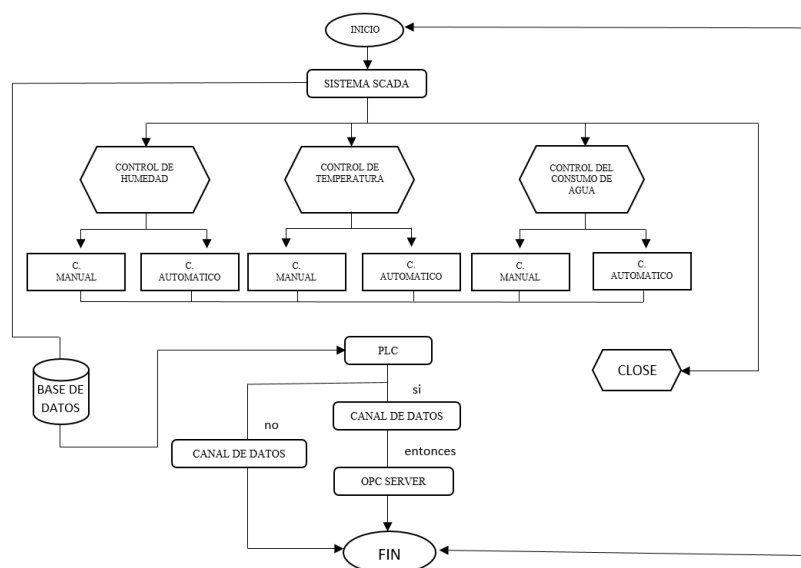 INICIO
SISTEMA SCADA
CONTROL DE
HUMEDAD
CONTROL DE
TEMPERATURA
CONTROL DEL
CONSUMO DE
AGUA
C.
MANUAL
C.
AUTOMATICO
C.
MANUAL
C.
AUTOMATICO
C.
MANUAL
C.
AUTOMATICO
PLC
BASE DE
DATOS
CLOSE
si
CANAL DE DATOS
no
CANAL DE DATOS
entonces
OPC SERVER
FIN